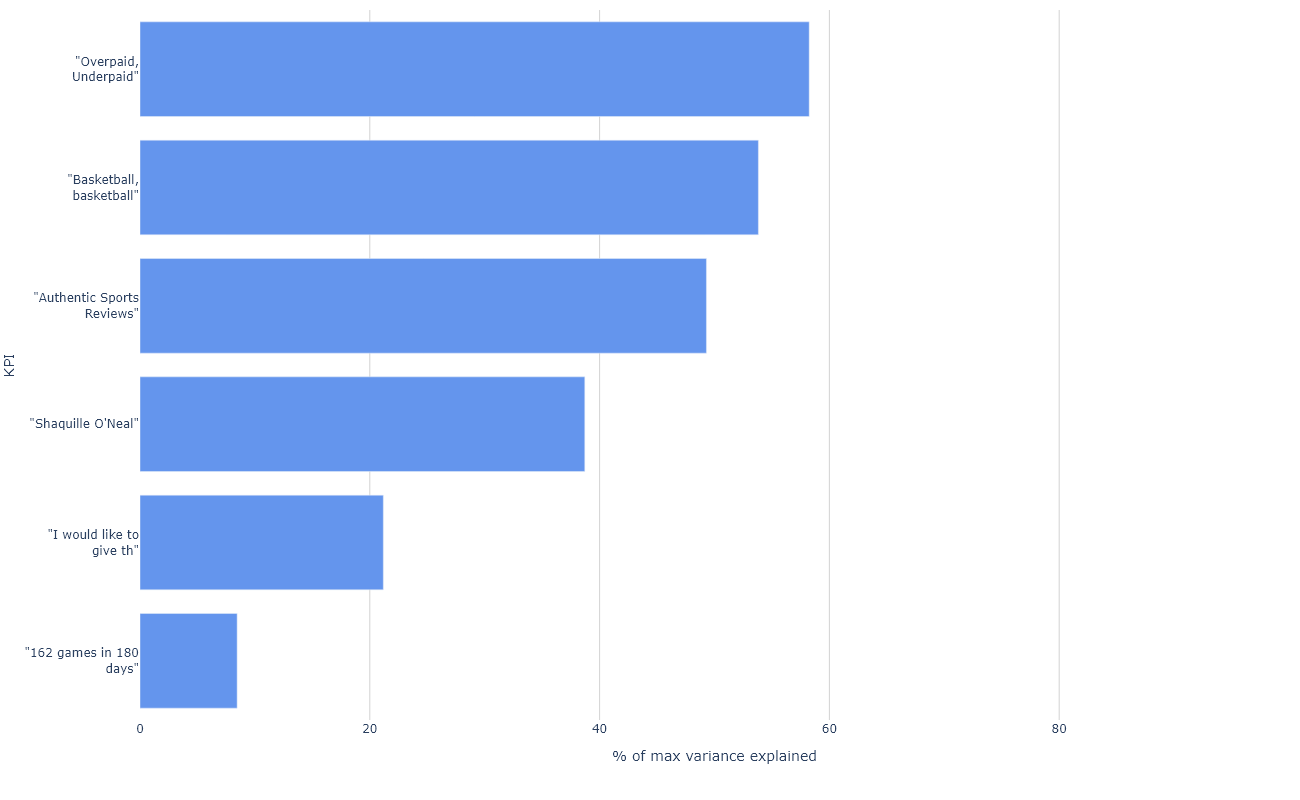 "Overpaid,
Underpaid"
"Basketball,
basketball"
"Authentic Sports
Reviews"
KPI
"Shaquille O'Neal"
"I would like to
give th"
"162 games in 180
days"
0 20 40 60 80
% of max variance explained